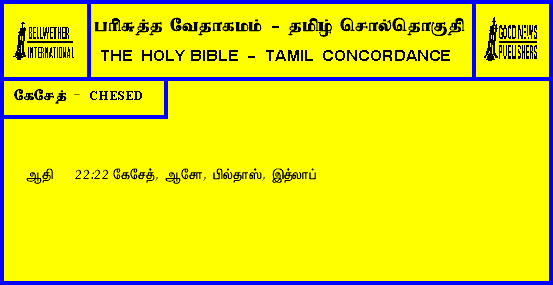 BELLWETHER
INTERNATIONAL
பரிசுத்த வேதாகமம் - தமிழ் சொல்தொகுதி
THE HOLY BIBLE - TAMIL CONCORDANCE
GOOD NEWS
PUBLISHERS
கேசேத் - CHESED
ஆதி 22:22 கேசேத், ஆசோ, பில்தாஸ், இத்லாப்